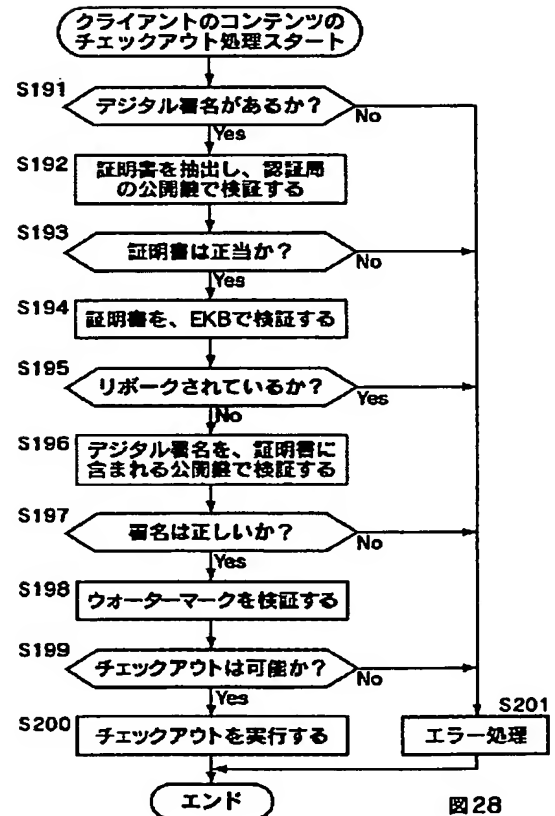 クライアントのコンテンツの
チェックアウト処理スタート
S191
デジタル署名があるか?
No
Yes
S192
証明書を抽出し、認証局
の公開鍵で検証する
S193
証明書は正当か?
No
Yes
S194
証明書を、EKBで検証する
S195
リボークされているか?
Yes
No
S196
デジタル署名を、証明書に
含まれる公開鍵で検証する
S197
署名は正しいか?
No
Yes
S198
ウォーターマークを検証する
S199
チェックアウトは可能か?
No
Yes
S200
チェックアウトを実行する
S201
エラー処理
エンド
図28